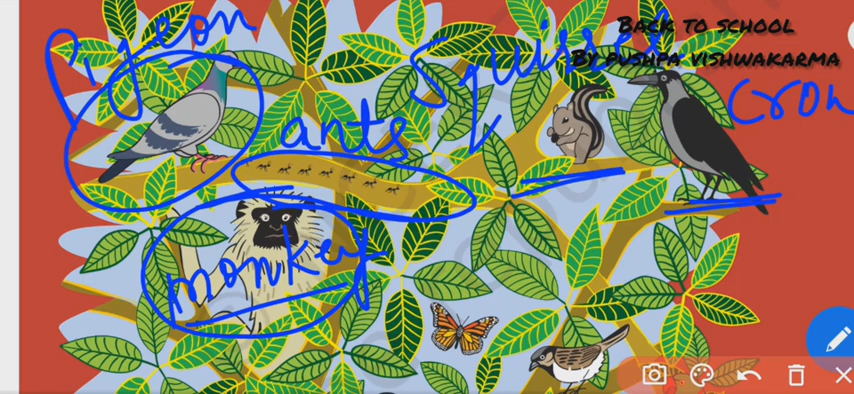 Pigeon
Squirrel
BACK TO SCHOOL
BY PUSHPA VISHWAKARMA
ants
Crow
monkey